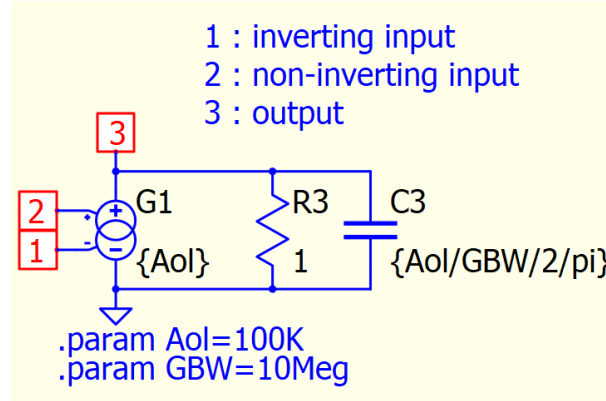 1 : inverting input
2 : non-inverting input
3 : output
3
2
1
+
-
+
−
G1
{Aol}
R3
1
C3
{Aol/GBW/2/pi}
.param Aol=100K
.param GBW=10Meg